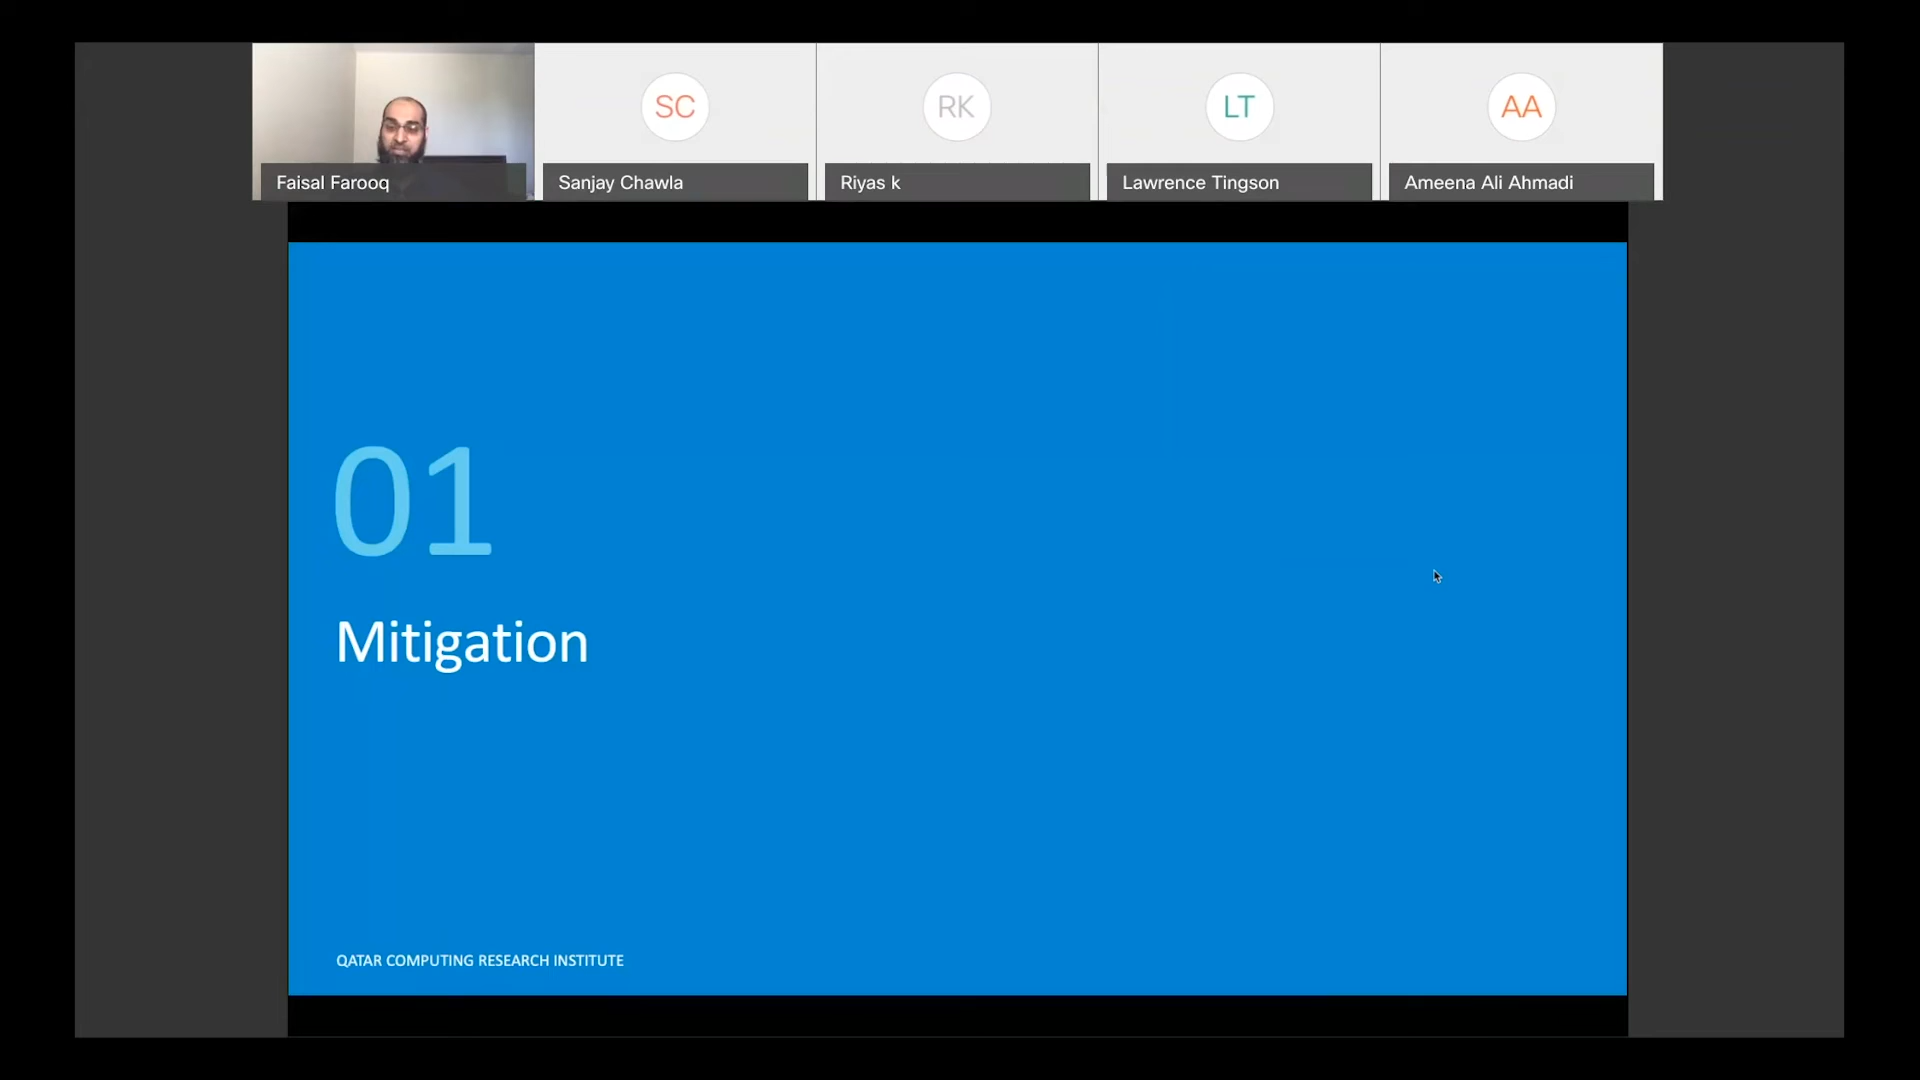 SC
RK
LT
AA
Faisal Farooq
Sanjay Chawla
Riyas k
Lawrence Tingson
Ameena Ali Ahmadi
01
Mitigation
QATAR COMPUTING RESEARCH INSTITUTE